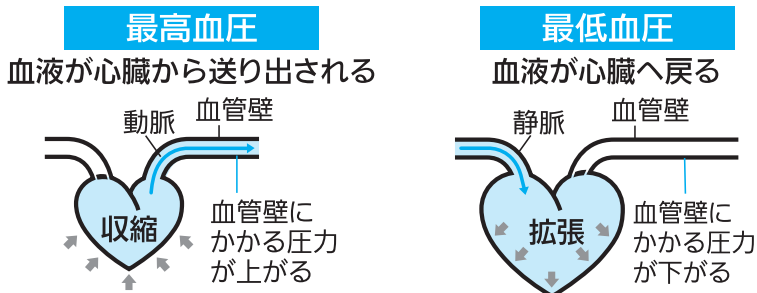 最高血圧
血液が心臓から送り出される
動脈
血管壁
収縮
血管壁に
かかる圧力
が上がる
最低血圧
血液が心臓へ戻る
静脈
血管壁
拡張
血管壁に
かかる圧力
が下がる